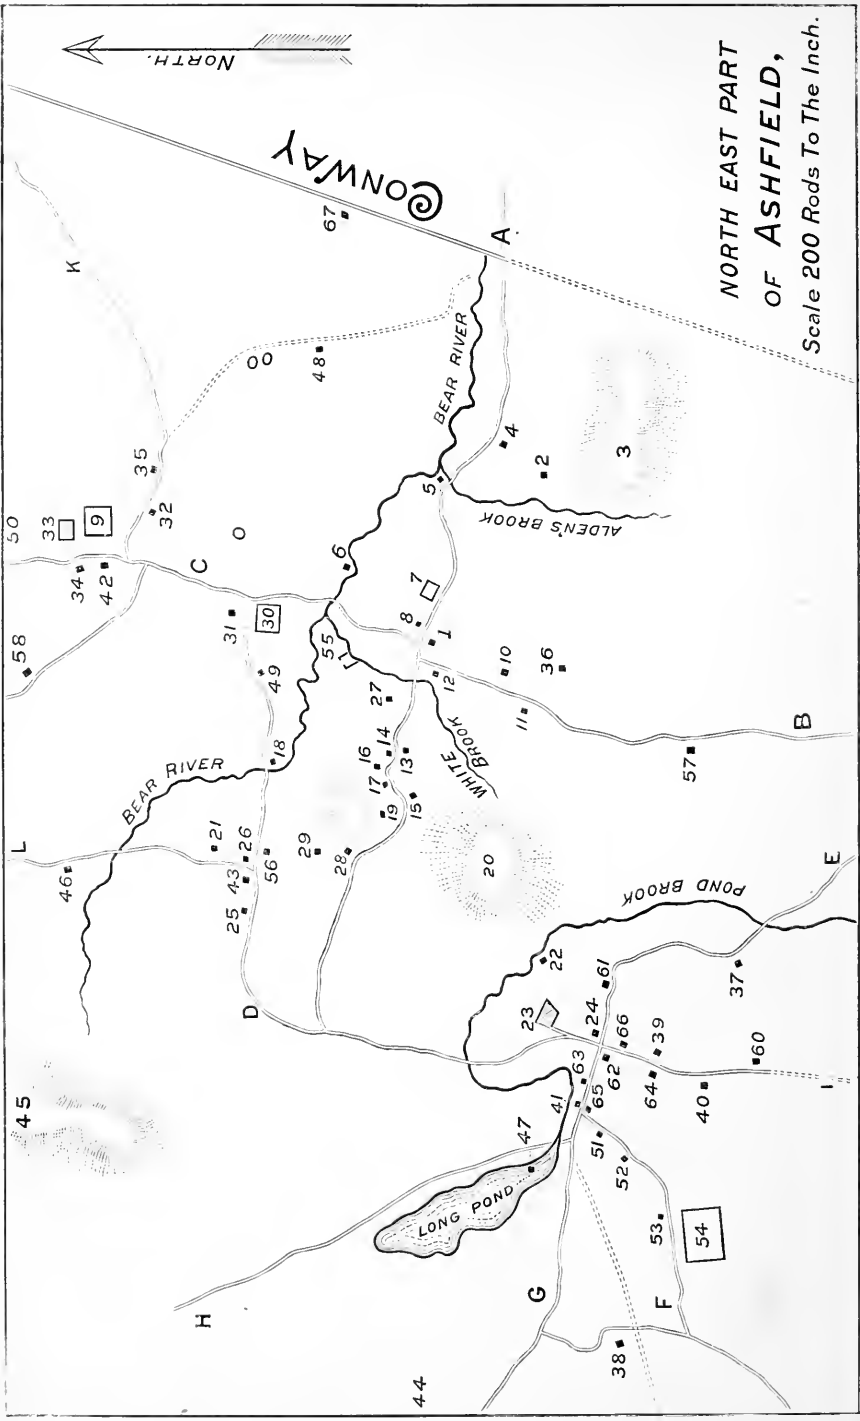 45
L
58
50
46
34
33
42
9
K
35
32
NORTH.
BEAR RIVER
H
C
21
25
43
26
31
O
D
56
18
49
30
OO
29
48
CONWAY
67
28
55
6
16
17
14
27
19
13
15
44
LONG POND
8
7
5
1
12
BEAR RIVER
WHITE BROOK
20
10
4
A
11
36
2
ALDEN'S BROOK
3
47
23
22
G
41
63
24
61
65
51
62
66
38
52
64
39
53
F
54
40
37
60
POND BROOK
57
B
E
I
NORTH EAST PART
OF ASHFIELD,
Scale 200 Rods To The Inch.